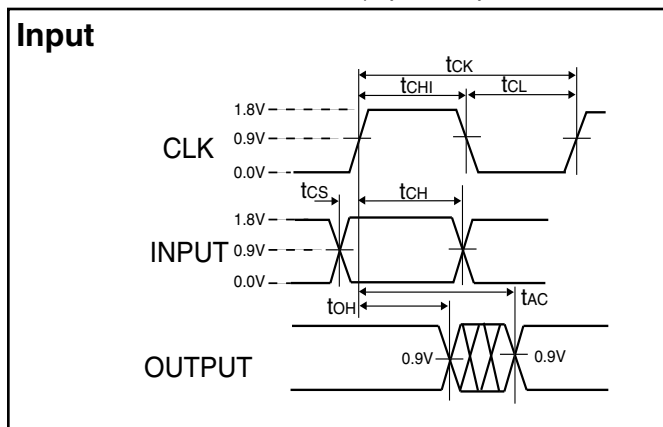 Input
tCK
tCHI
tCL
1.8V
0.9V
CLK
0.0V
tCS
tCH
1.8V
INPUT 0.9V
0.0V
tOH
tAC
OUTPUT
0.9V
0.9V